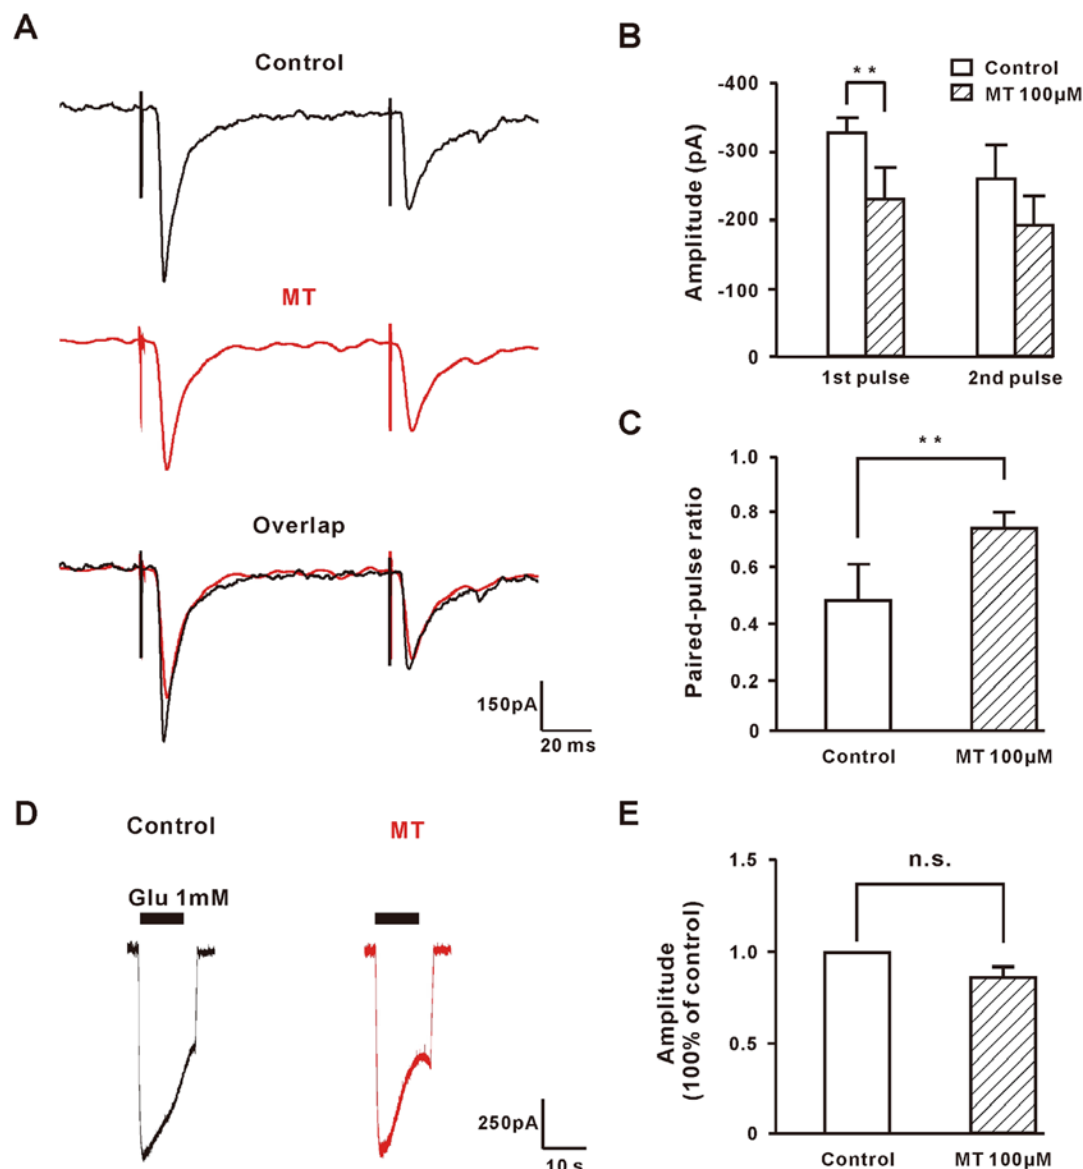 A
Control
MT
Overlap
150pA
20 ms
B
Control
MT 100μM
**
-400
-300
-200
-100
0
Amplitude (pA)
1st pulse
2nd pulse
C
**
1.0
0.8
0.6
0.4
0.2
0
Paired-pulse ratio
Control
MT 100μM
D
Control
MT
Glu 1mM
250pA
10 s
E
n.s.
1.5
1.0
0.5
0
Amplitude
(100% of control)
Control
MT 100μM